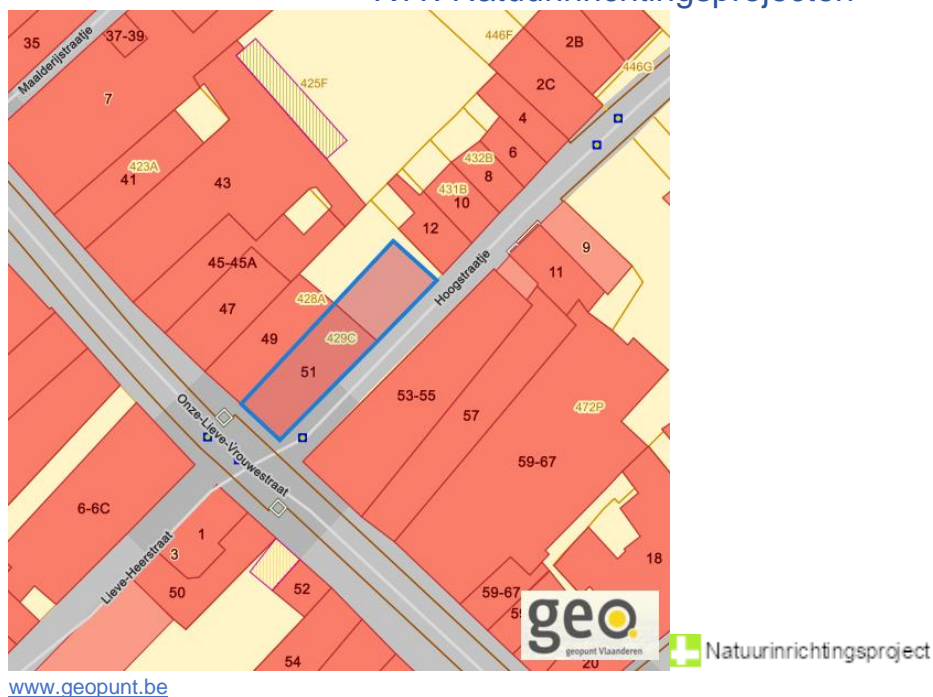 35
37-39
Maalderijstraatje
7
425F
446F
2B
446G
2C
4
6
432B
8
431B
10
12
423A
41
43
45-45A
Hoogstraatje
9
11
428A
47
49
429C
51
53-55
57
472P
Onze-Lieve-Vrouwestraat
59-67
6-6C
1
3
Lieve-Heerstraat
50
52
54
59-67
18
20
geo
geopunt Vlaanderen
Natuurinrichtingsproject
www.geopunt.be